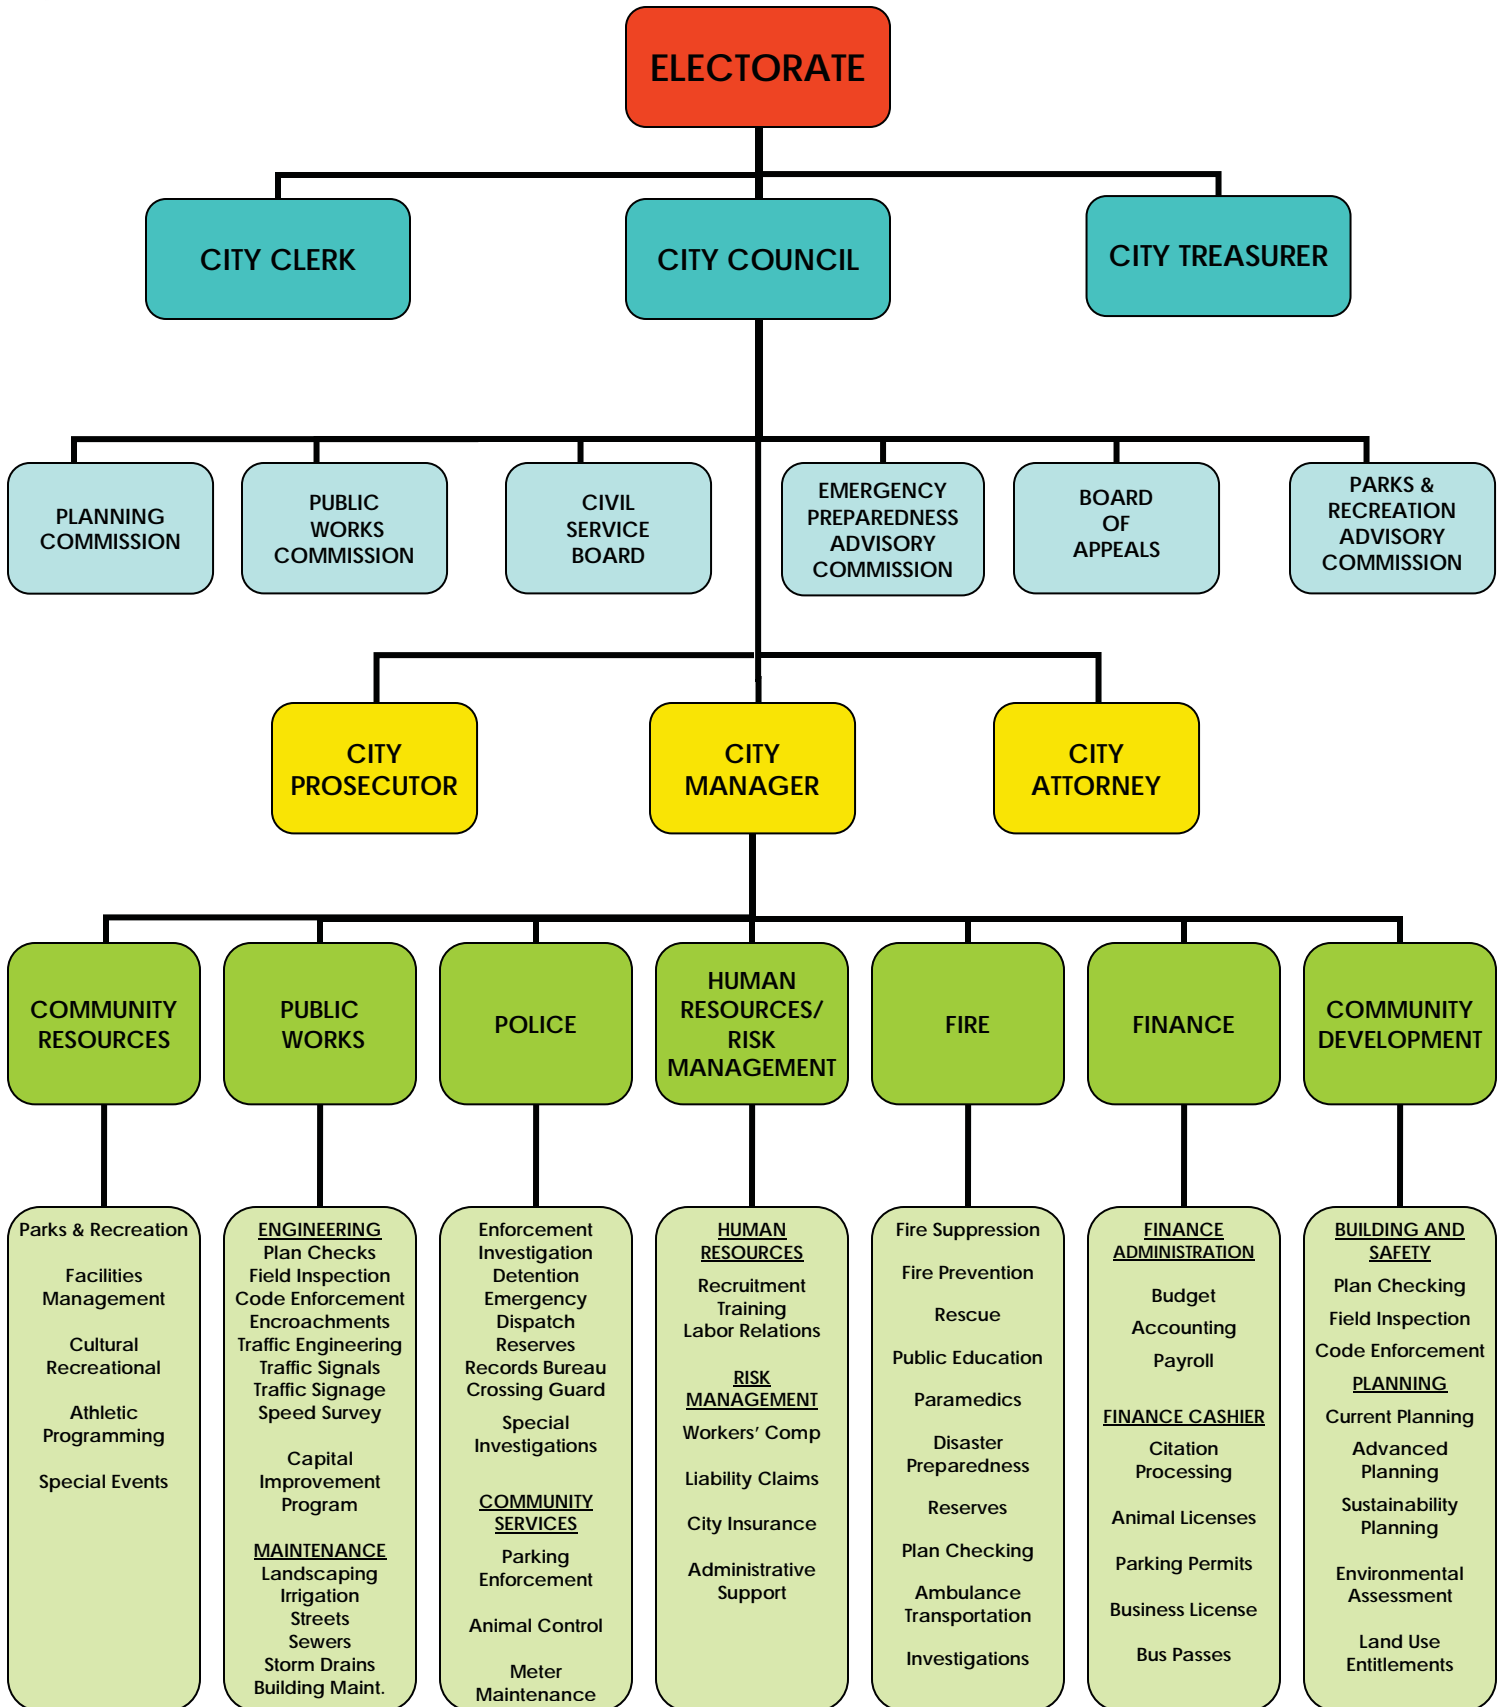 ELECTORATE
CITY CLERK
CITY COUNCIL
CITY TREASURER
PLANNING
COMMISSION
PUBLIC
WORKS
COMMISSION
CIVIL
SERVICE
BOARD
EMERGENCY
PREPAREDNESS
ADVISORY
COMMISSION
BOARD
OF
APPEALS
PARKS &
RECREATION
ADVISORY
COMMISSION
CITY
PROSECUTOR
CITY
MANAGER
CITY
ATTORNEY
COMMUNITY
RESOURCES
PUBLIC
WORKS
POLICE
HUMAN
RESOURCES/
RISK
MANAGEMENT
FIRE
FINANCE
COMMUNITY
DEVELOPMENT
Parks & Recreation
Facilities
Management
Cultural
Recreational
Athletic
Programming
Special Events
ENGINEERING
Plan Checks
Field Inspection
Code Enforcement
Encroachments
Traffic Engineering
Traffic Signals
Traffic Signage
Speed Survey
Capital
Improvement
Program
MAINTENANCE
Landscaping
Irrigation
Streets
Sewers
Storm Drains
Building Maint.
Enforcement
Investigation
Detention
Emergency
Dispatch
Reserves
Records Bureau
Crossing Guard
Special
Investigations
COMMUNITY
SERVICES
Parking
Enforcement
Animal Control
Meter
Maintenance
HUMAN
RESOURCES
Recruitment
Training
Labor Relations
RISK
MANAGEMENT
Workers' Comp
Liability Claims
City Insurance
Administrative
Support
Fire Suppression
Fire Prevention
Rescue
Public Education
Paramedics
Disaster
Preparedness
Reserves
Plan Checking
Ambulance
Transportation
Investigations
FINANCE
ADMINISTRATION
Budget
Accounting
Payroll
FINANCE CASHIER
Citation
Processing
Animal Licenses
Parking Permits
Business License
Bus Passes
BUILDING AND
SAFETY
Plan Checking
Field Inspection
Code Enforcement
PLANNING
Current Planning
Advanced
Planning
Sustainability
Planning
Environmental
Assessment
Land Use
Entitlements